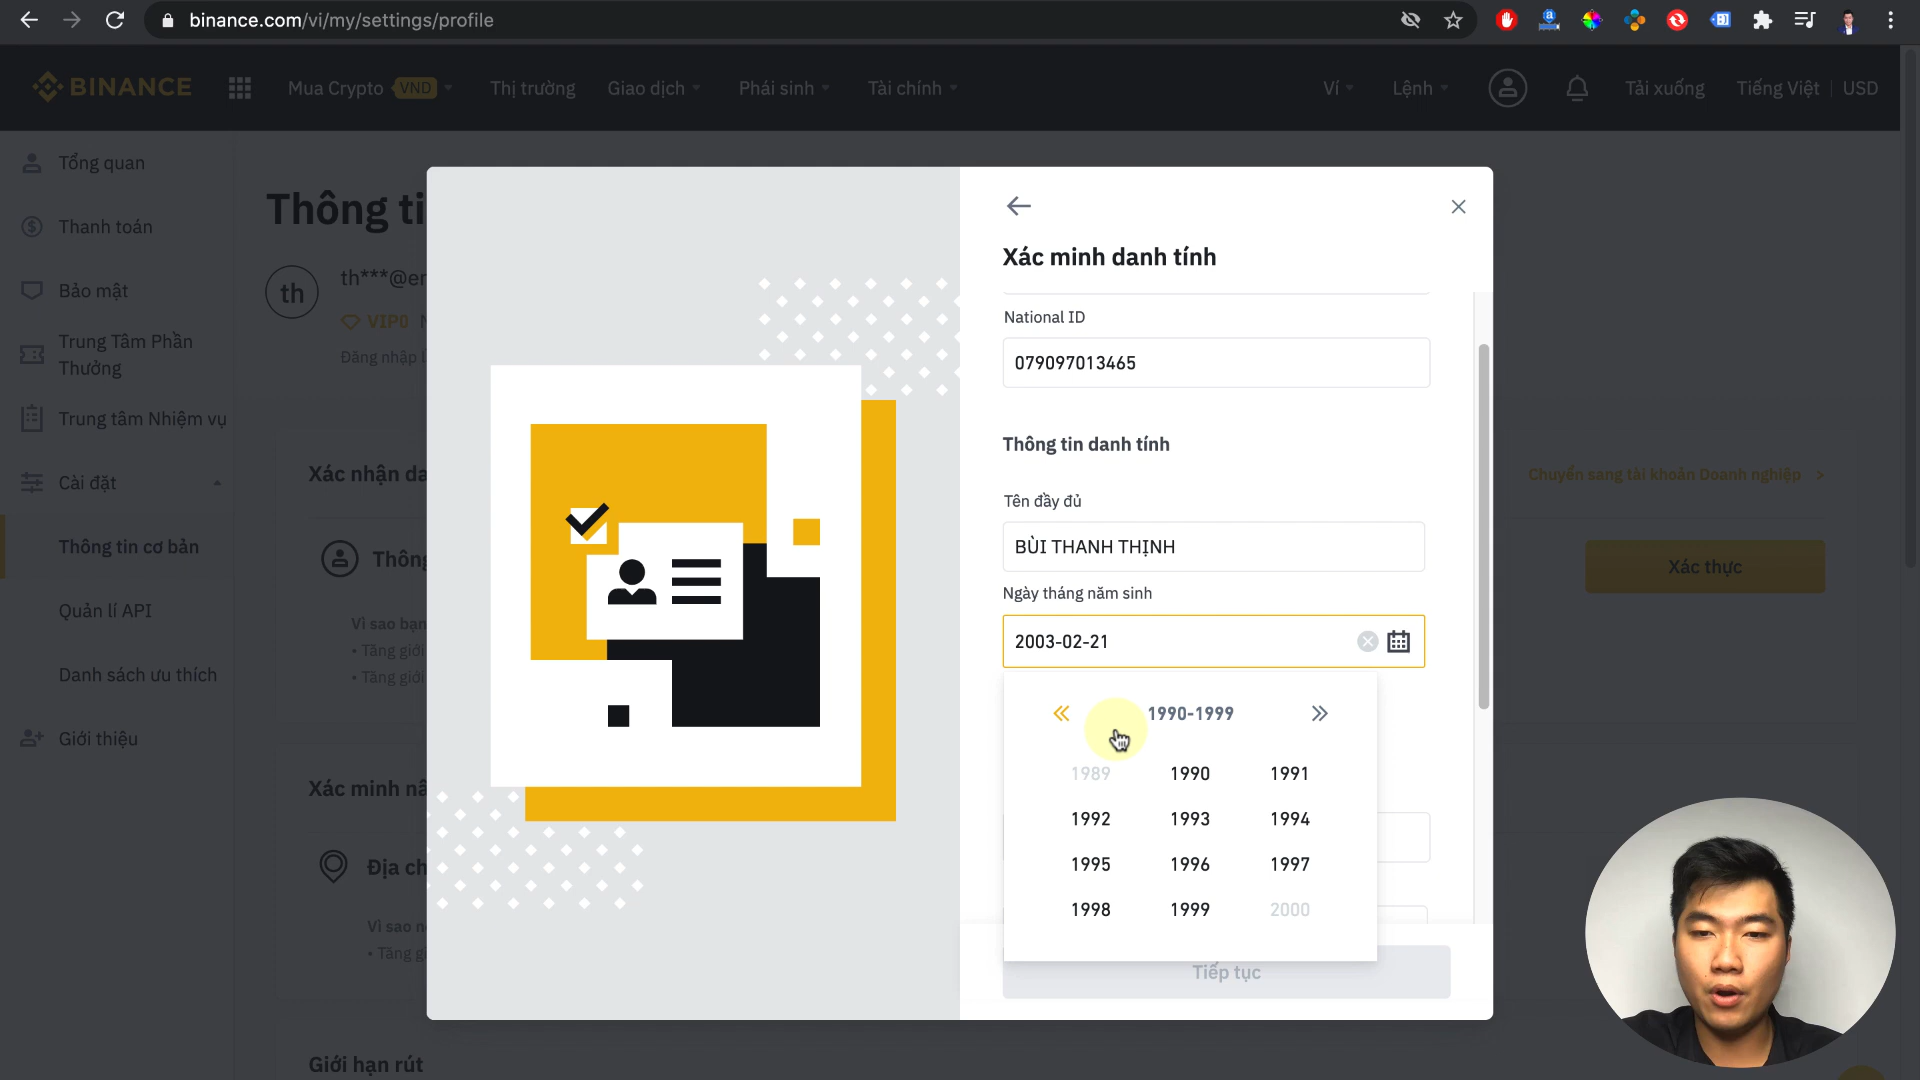 binance.com/vi/my/settings/profile
BINANCE
Mua Crypto VND
Thị trường
Giao dịch
Phái sinh
Tài chính
Ví
Lệnh
Tải xuống
Tiếng Việt
USD
Tổng quan
Thanh toán
Bảo mật
Trung Tâm Phần
Thưởng
Trung tâm Nhiệm vụ
Cài đặt
Thông tin cơ bản
Quản lí API
Danh sách ưu thích
Giới thiệu
Thông ti
th
th***@er
VIP0
Đăng nhập l
Xác nhận da
Thông
Vì sao bạn
• Tăng giới
• Tăng giới
Chuyển sang tài khoản Doanh nghiệp >
Xác thực
Xác minh nâ
Địa ch
Vì sao n
• Tăng gi
Giới hạn rút
Xác minh danh tính
National ID
079097013465
Thông tin danh tính
Tên đầy đủ
BÙI THANH THỊNH
Ngày tháng năm sinh
2003-02-21
1990-1999
1989 1990 1991
1992 1993 1994
1995 1996 1997
1998 1999 2000
Tiếp tục